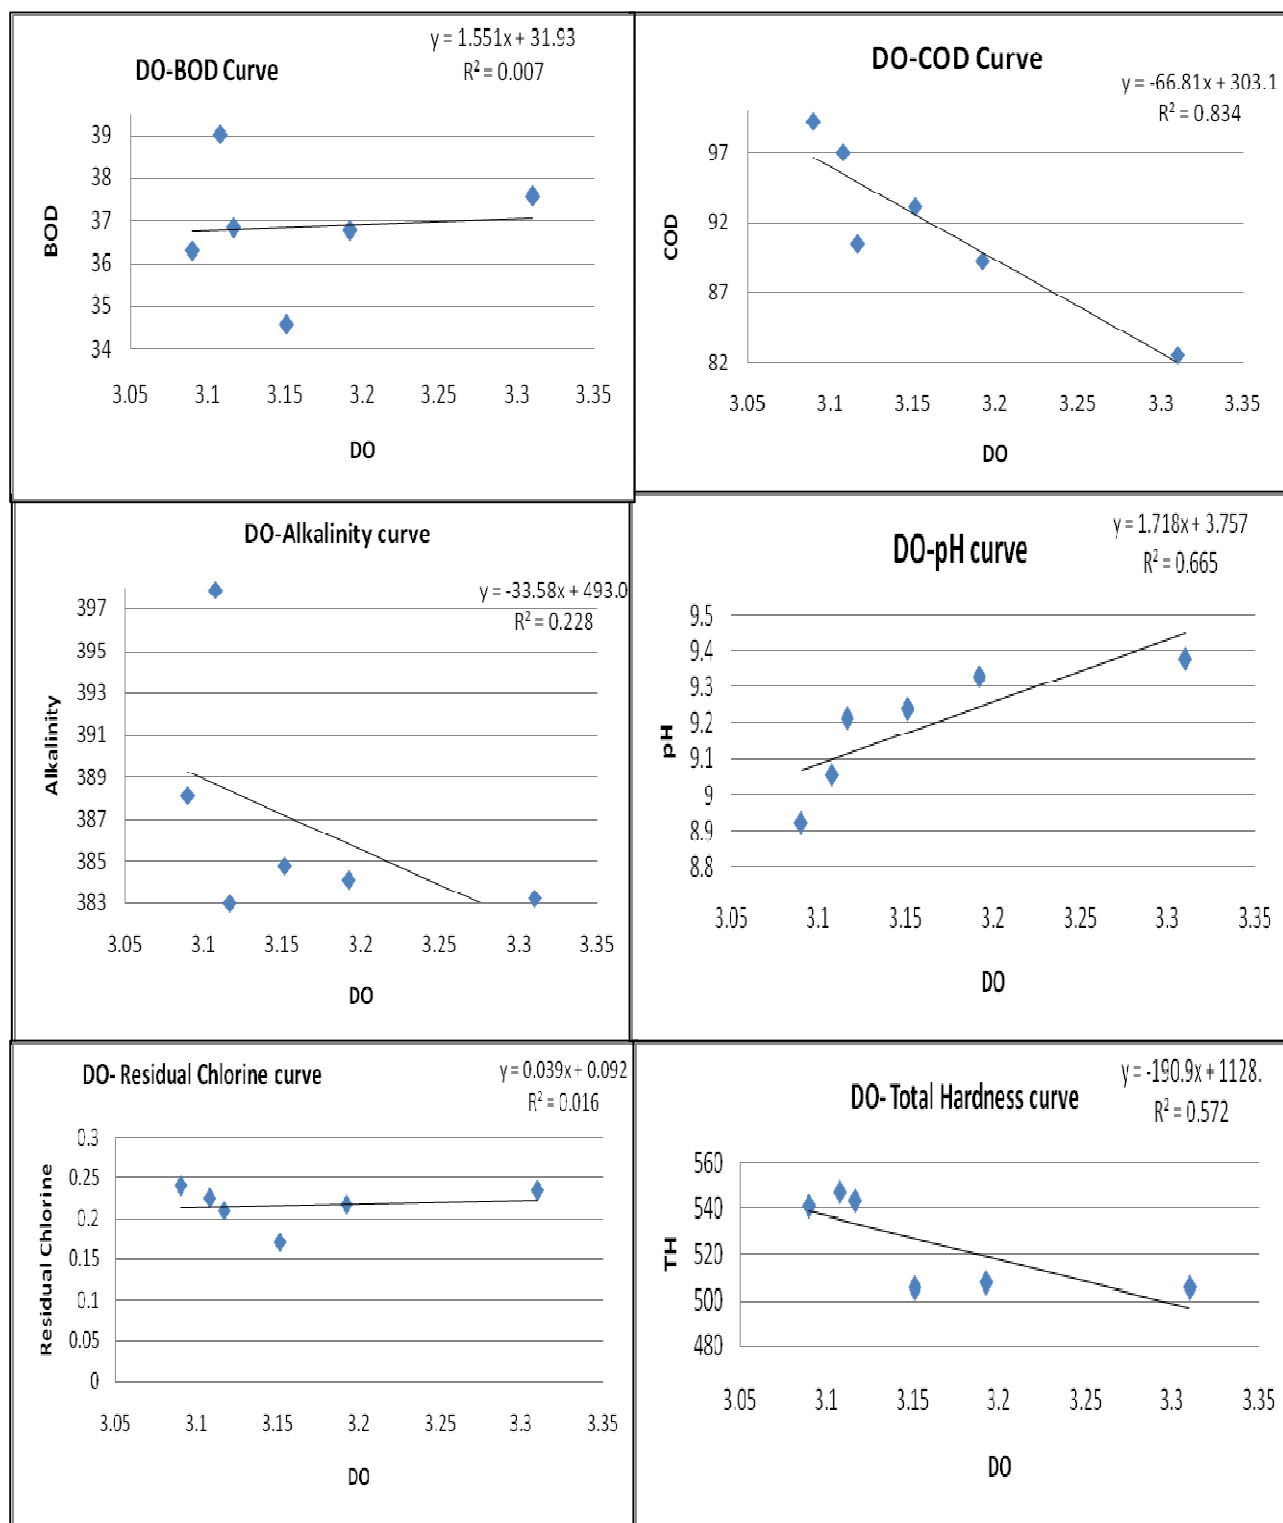 DO-BOD Curve
y = 1.551x + 31.93
R² = 0.007
39
38
37
36
35
34
BOD
3.05 3.1 3.15 3.2 3.25 3.3 3.35
DO
DO-COD Curve
y = -66.81x + 303.1
R² = 0.834
97
92
87
82
COD
3.05 3.1 3.15 3.2 3.25 3.3 3.35
DO
DO-Alkalinity curve
y = -33.58x + 493.0
R² = 0.228
397
395
393
391
389
387
385
383
Alkalinity
3.05 3.1 3.15 3.2 3.25 3.3 3.35
DO
DO-pH curve
y = 1.718x + 3.757
R² = 0.665
9.5
9.4
9.3
9.2
9.1
9
8.9
8.8
pH
3.05 3.1 3.15 3.2 3.25 3.3 3.35
DO
DO- Residual Chlorine curve
y = 0.039x + 0.092
R² = 0.016
0.3
0.25
0.2
0.15
0.1
0.05
0
Residual Chlorine
3.05 3.1 3.15 3.2 3.25 3.3 3.35
DO
DO- Total Hardness curve
y = -190.9x + 1128.
R² = 0.572
560
540
520
500
480
TH
3.05 3.1 3.15 3.2 3.25 3.3 3.35
DO